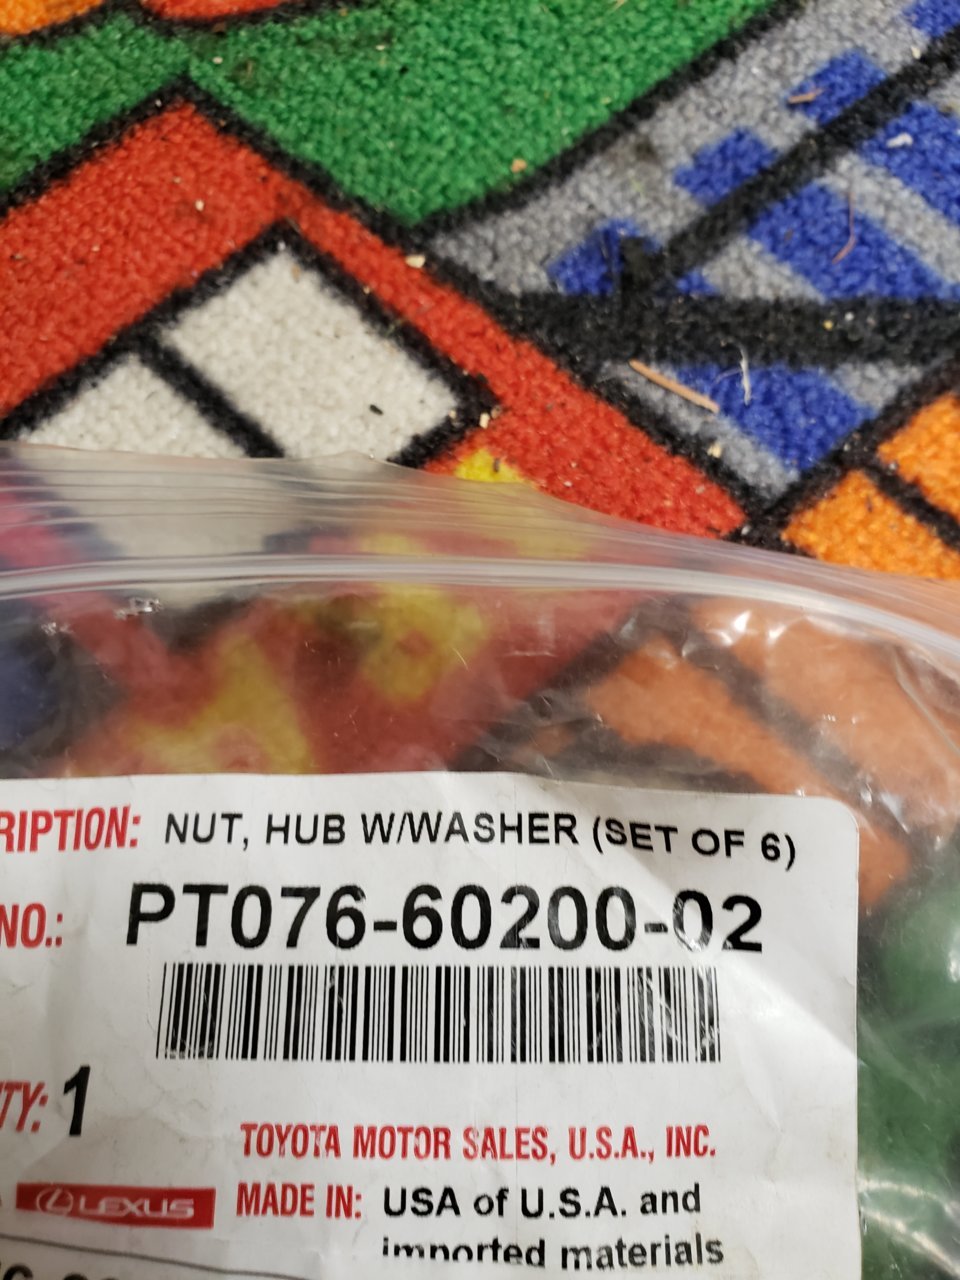 RIPTION: NUT, HUB W/WASHER (SET OF 6)
NO.: PT076-60200-02
TY: 1
TOYOTA MOTOR SALES, U.S.A., INC.
LEXUS MADE IN: USA of U.S.A. and
imported materials